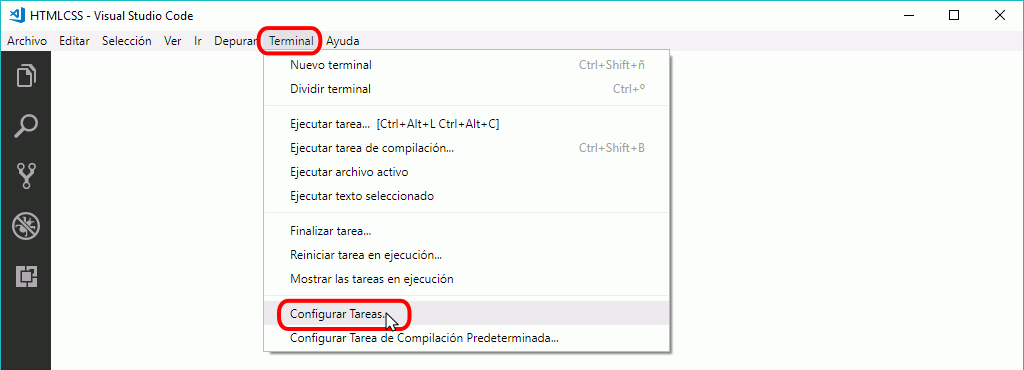 HTMLCSS - Visual Studio Code
Archivo Editar Selección Ver Ir Depurar Terminal Ayuda
Nuevo terminal Ctrl+Shift+ñ
Dividir terminal Ctrl+º
Ejecutar tarea... [Ctrl+Alt+L Ctrl+Alt+C]
Ejecutar tarea de compilación... Ctrl+Shift+B
Ejecutar archivo activo
Ejecutar texto seleccionado
Finalizar tarea...
Reiniciar tarea en ejecución...
Mostrar las tareas en ejecución
Configurar Tareas...
Configurar Tarea de Compilación Predeterminada...